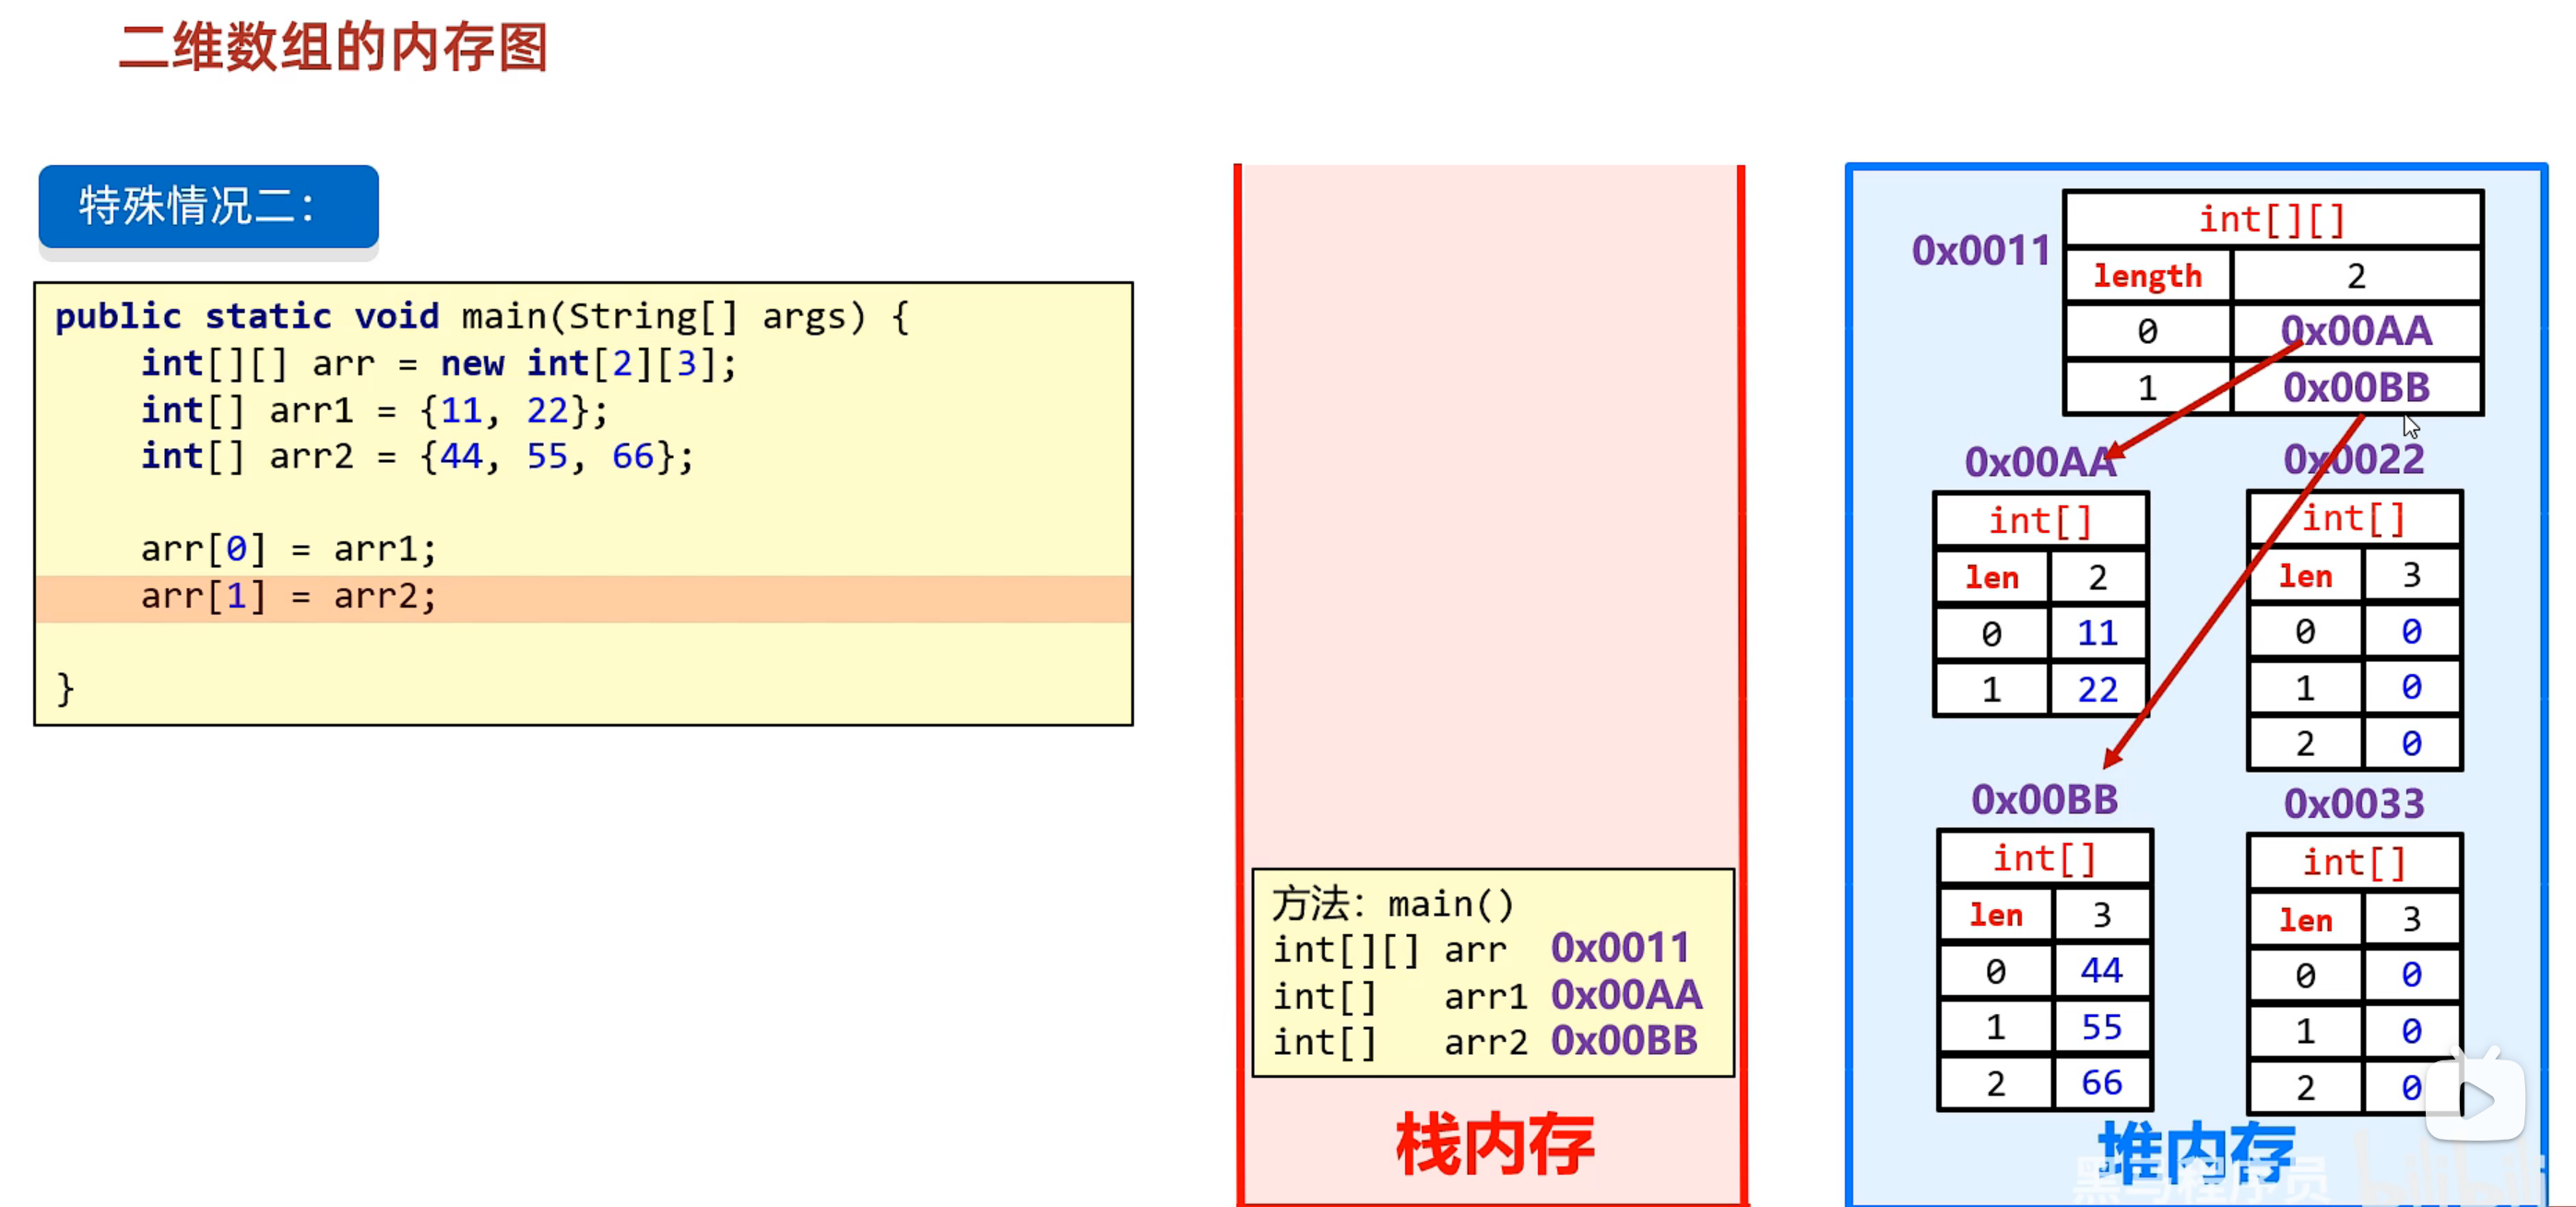 二维数组的内存图
特殊情况二：
public static void main(String[] args) {
int[][] arr = new int[2][3];
int[] arr1 = {11, 22};
int[] arr2 = {44, 55, 66};
arr[0] = arr1;
arr[1] = arr2;
}
方法：main()
int[][] arr 0x0011
int[] arr1 0x00AA
int[] arr2 0x00BB
栈内存
0x0011
int[][]
length 2
0 0x00AA
1 0x00BB
0x00AA
int[]
len 2
0 11
1 22
0x0022
int[]
len 3
0 0
1 0
2 0
0x00BB
int[]
len 3
0 44
1 55
2 66
0x0033
int[]
len 3
0 0
1 0
2 0
堆内存
黑马程序员 bilibili